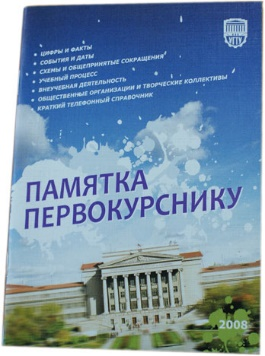 • ЦИФРЫ И ФАКТЫ
• СОБЫТИЯ И ДАТЫ
• СХЕМЫ И ОБЩЕПРИНЯТЫЕ СОКРАЩЕНИЯ
• УЧЕБНЫЙ ПРОЦЕСС
• ВНЕУЧЕБНАЯ ДЕЯТЕЛЬНОСТЬ
• ОБЩЕСТВЕННЫЕ ОРГАНИЗАЦИИ И ТВОРЧЕСКИЕ КОЛЛЕКТИВЫ
• КРАТКИЙ ТЕЛЕФОННЫЙ СПРАВОЧНИК
ПАМЯТКА
ПЕРВОКУРСНИКУ
2008